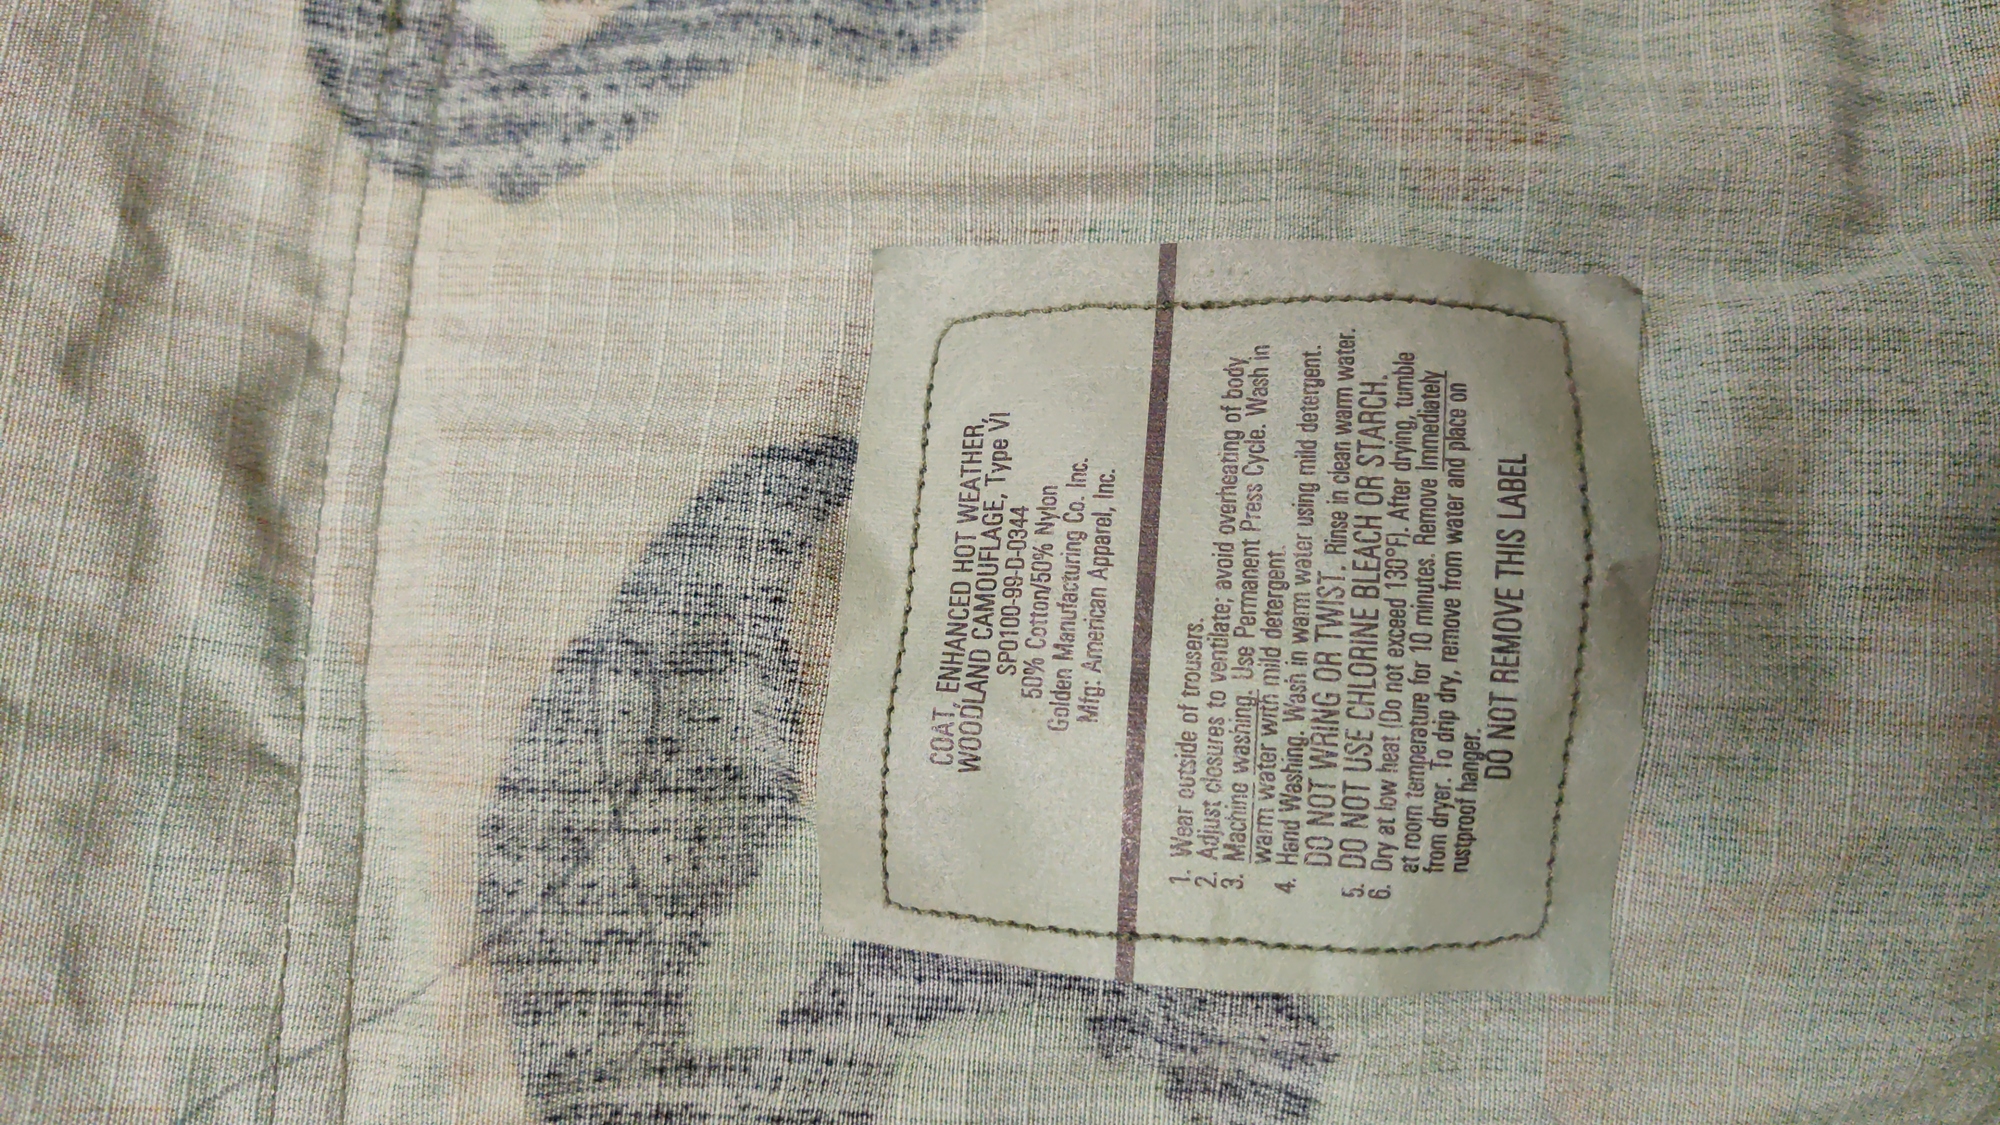 COAT, ENHANCED HOT WEATHER,
WOODLAND CAMOUFLAGE, Type VI
SP0100-99-D-0344
50% Cotton/50% Nylon
Golden Manufacturing Co. Inc.
Mfg: American Apparel, Inc.
1. Wear outside of trousers.
2. Adjust closures to ventilate; avoid overheating of body.
3. Machine washing. Use Permanent Press Cycle. Wash in
warm water with mild detergent.
4. Hand Washing. Wash in warm water using mild detergent.
DO NOT WRING OR TWIST. Rinse in clean warm water.
5. DO NOT USE CHLORINE BLEACH OR STARCH.
6. Dry at low heat (Do not exceed 130°F). After drying, tumble
at room temperature for 10 minutes. Remove Immediately
from dryer. To drip dry, remove from water and place on
rustproof hanger.
DO NOT REMOVE THIS LABEL